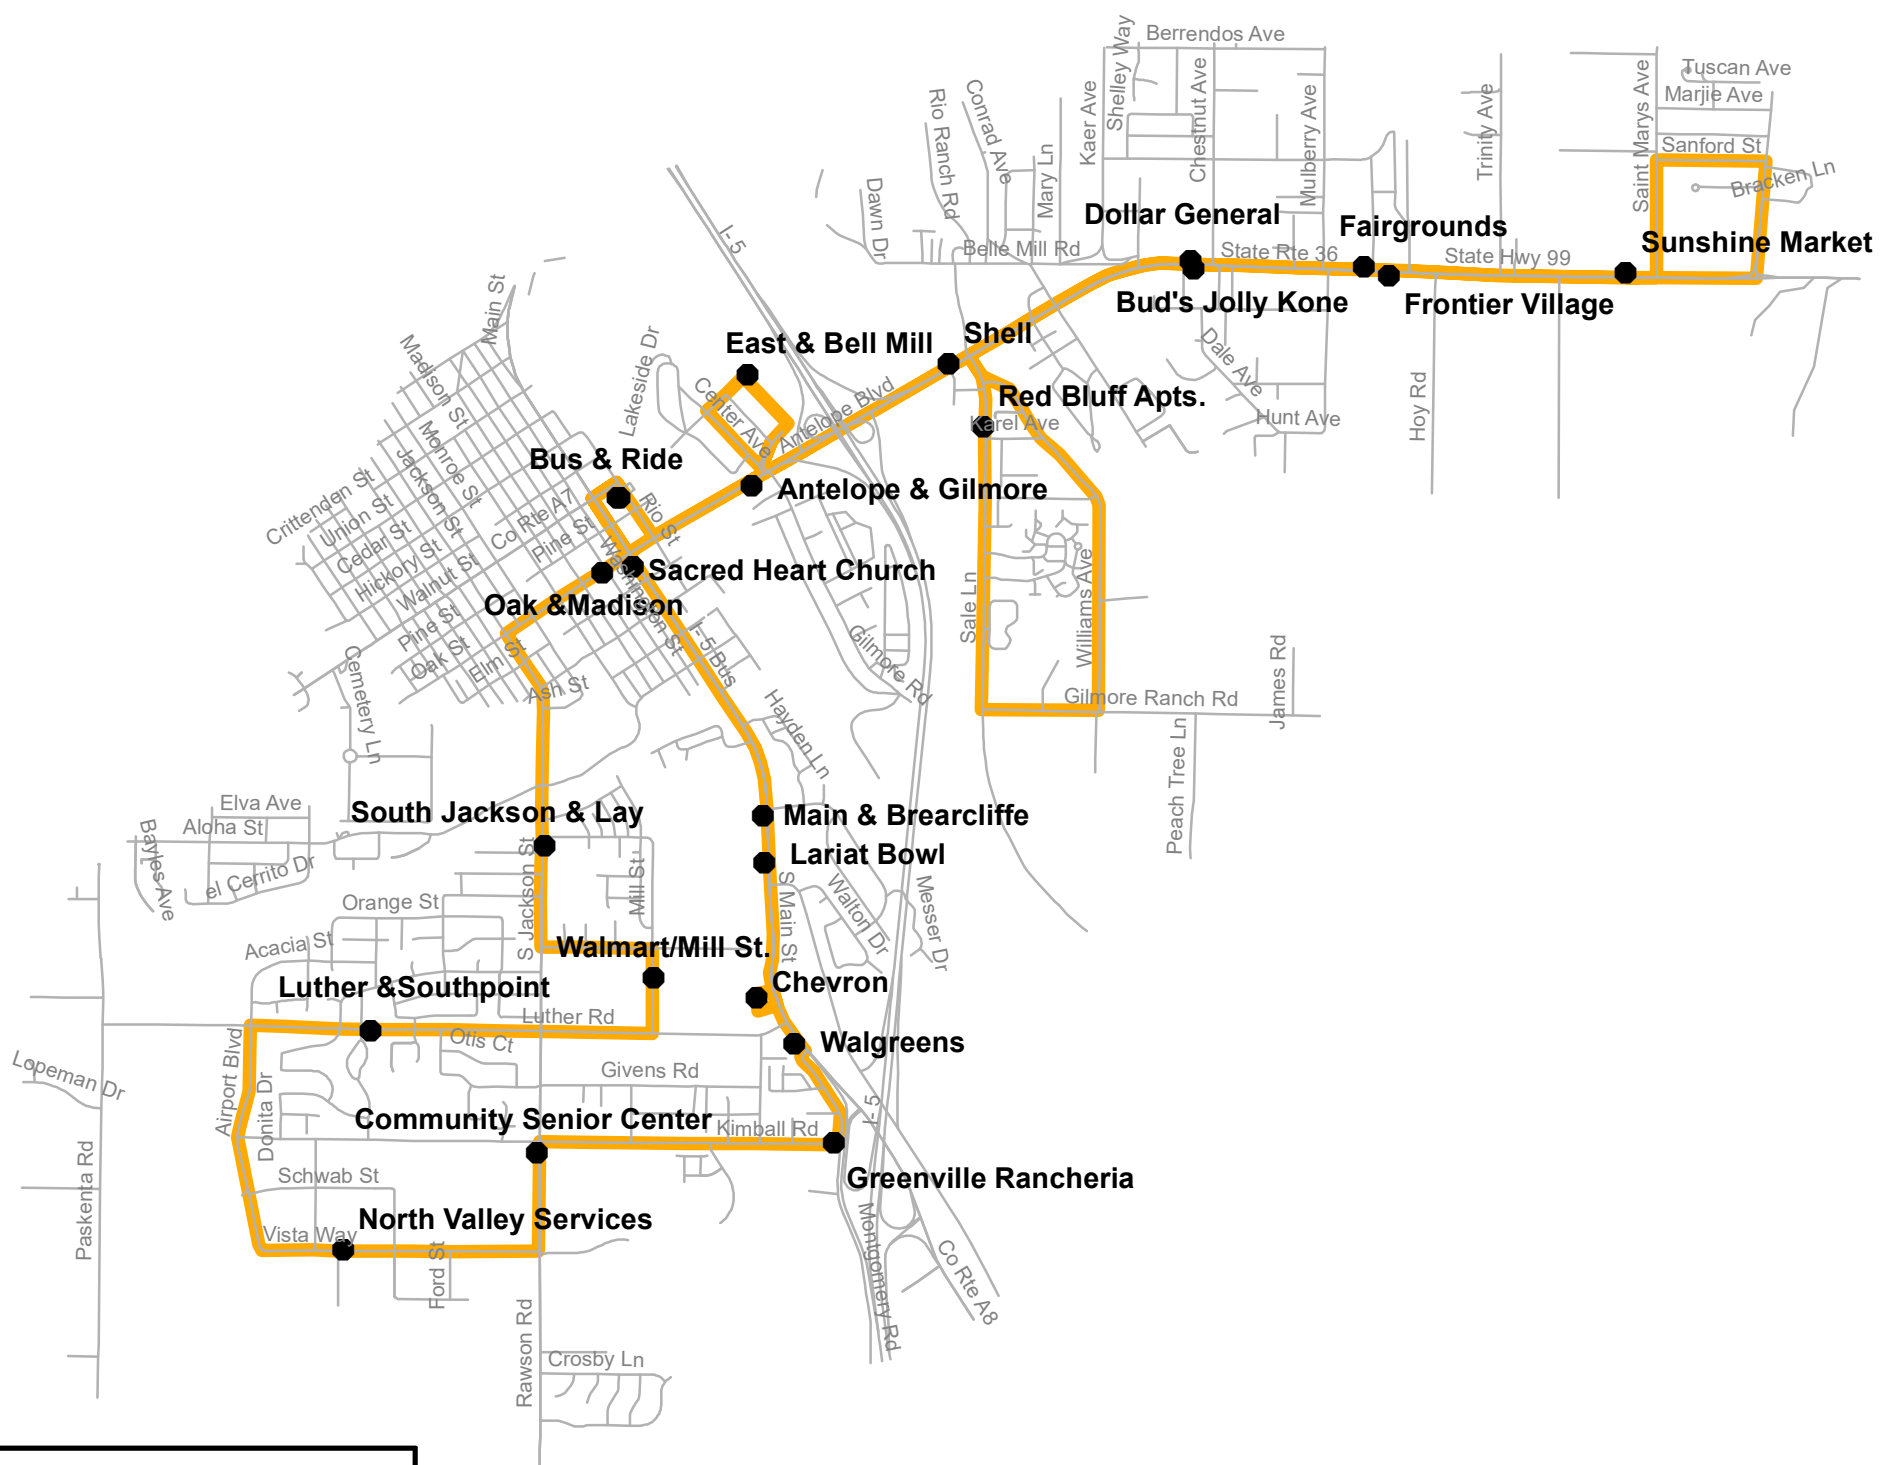 Berrendos Ave
Shelley Way
Tuscan Ave
Marjie Ave
Conrad Ave
Rio Ranch Rd
Kaer Ave
Chestnut Ave
Mulberry Ave
Trinity Ave
Saint Marys Ave
Sanford St
Bracken Ln
Mary Ln
Dawn Dr
I- 5
Dollar General
Fairgrounds
Belle Mill Rd
State Rte 36
State Hwy 99
Sunshine Market
Bud's Jolly Kone
Frontier Village
Main St
Shell
East & Bell Mill
Lakeside Dr
Madison St
Center Ave
Antelope Blvd
Dale Ave
Red Bluff Apts.
Karel Ave
Hunt Ave
Hoy Rd
Monroe St
Jackson St
Bus & Ride
Antelope & Gilmore
Crittenden St
Union St
Cedar St
Hickory St
Walnut St
Co Rte A7
Pine St
Rio St
Washington St
Sacred Heart Church
Oak &Madison
Pine St
Oak St
Elm St
Ash St
I- 5 Bus
Cemetery Ln
Gilmore Rd
Sale Ln
Williams Ave
Gilmore Ranch Rd
James Rd
Peach Tree Ln
Hayden Ln
Elva Ave
Aloha St
Bayles Ave
el Cerrito Dr
South Jackson & Lay
Main & Brearcliffe
Lariat Bowl
S Jackson St
Mill St
S Main St
Walton Dr
Messer Dr
Orange St
Acacia St
Walmart/Mill St.
Chevron
Luther &Southpoint
Luther Rd
Otis Ct
Walgreens
Lopeman Dr
Airport Blvd
Donita Dr
Givens Rd
Community Senior Center
Kimball Rd
I- 5
Greenville Rancheria
Paskenta Rd
Schwab St
North Valley Services
Vista Way
Ford St
Montgomery Rd
Co Rte A8
Rawson Rd
Crosby Ln